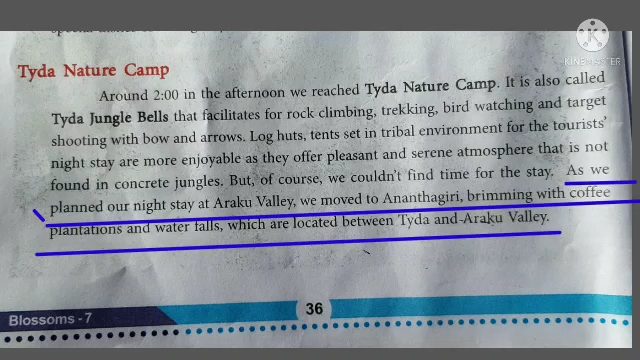 KINEMASTER
Tyda Nature Camp
Around 2:00 in the afternoon we reached Tyda Nature Camp. It is also called
Tyda Jungle Bells that facilitates for rock climbing, trekking, bird watching and target
shooting with bow and arrows. Log huts, tents set in tribal environment for the tourists'
night stay are more enjoyable as they offer pleasant and serene atmosphere that is not
found in concrete jungles. But, of course, we couldn't find time for the stay. As we
planned our night stay at Araku Valley, we moved to Ananthagiri, brimming with coffee
plantations and water falls, which are located between Tyda and Araku Valley.
Blossoms - 7
36